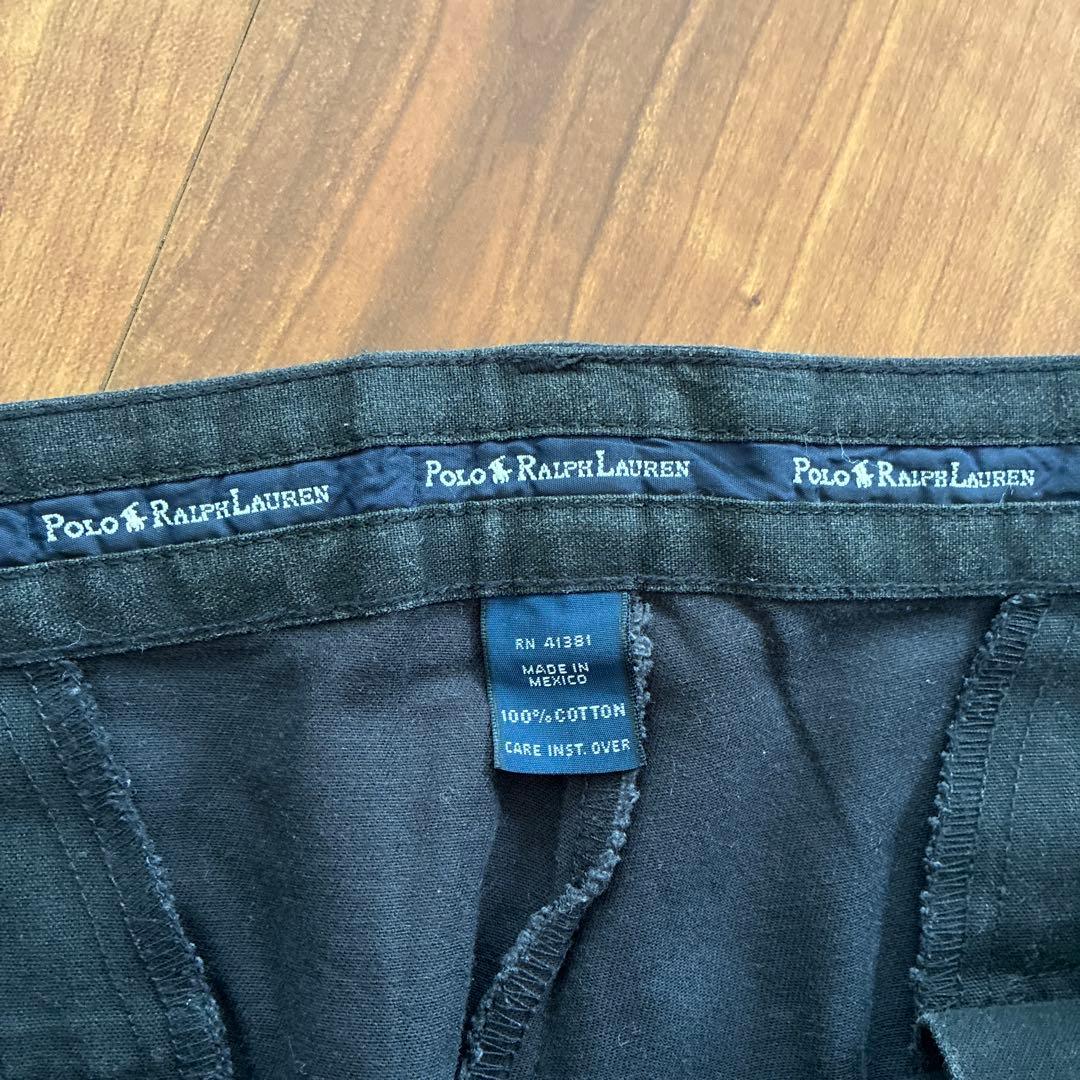 POLO RALPH LAUREN
POLO RALPH LAUREN
POLO RALPH LAUREN
RN 41381
MADE IN
MEXICO
100% COTTON
CARE INST. OVER